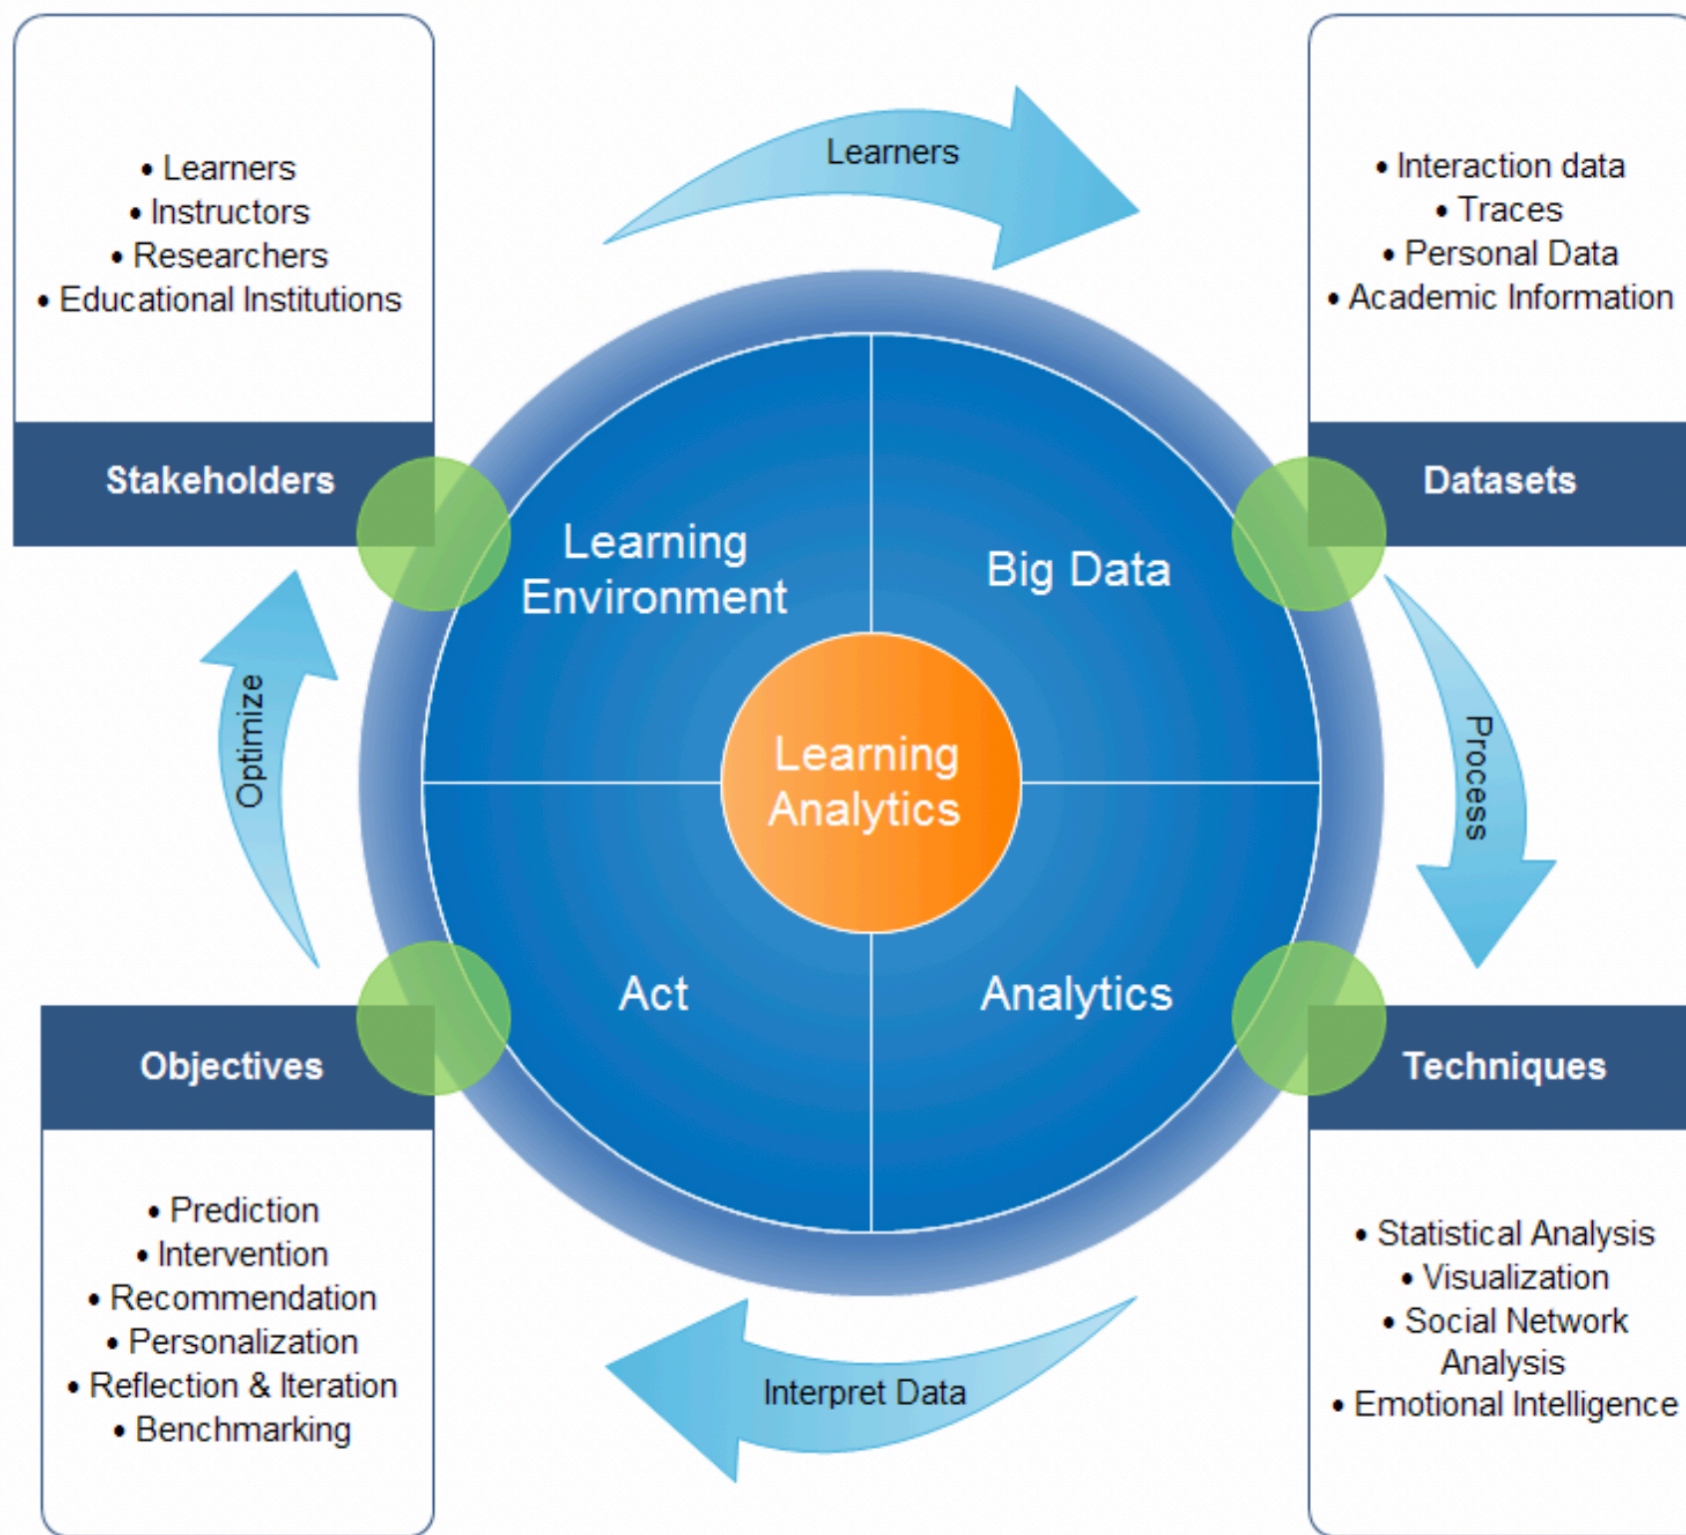 • Learners
• Instructors
• Researchers
• Educational Institutions
Stakeholders
Learners
• Interaction data
• Traces
• Personal Data
• Academic Information
Datasets
Learning
Environment
Big Data
Optimize
Learning
Analytics
Process
Act
Analytics
Objectives
• Prediction
• Intervention
• Recommendation
• Personalization
• Reflection & Iteration
• Benchmarking
Interpret Data
Techniques
• Statistical Analysis
• Visualization
• Social Network
Analysis
• Emotional Intelligence